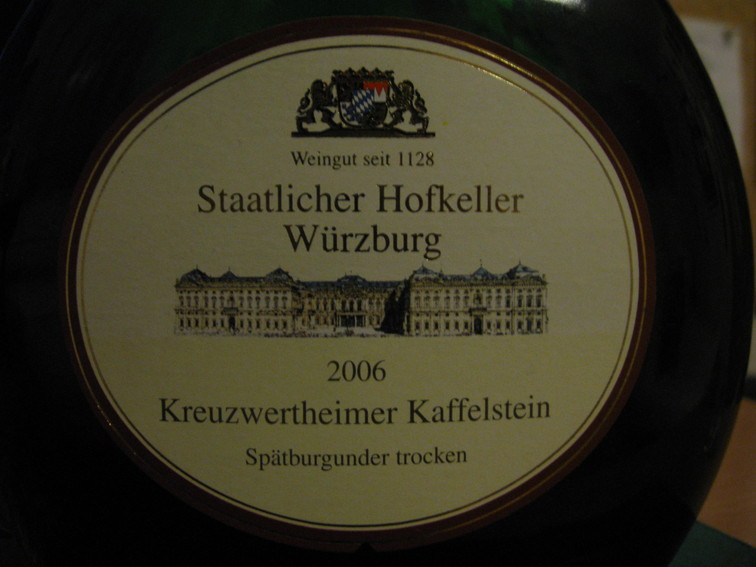 Weingut seit 1128
Staatlicher Hofkeller
Würzburg
2006
Kreuzwertheimer Kaffelstein
Spätburgunder trocken